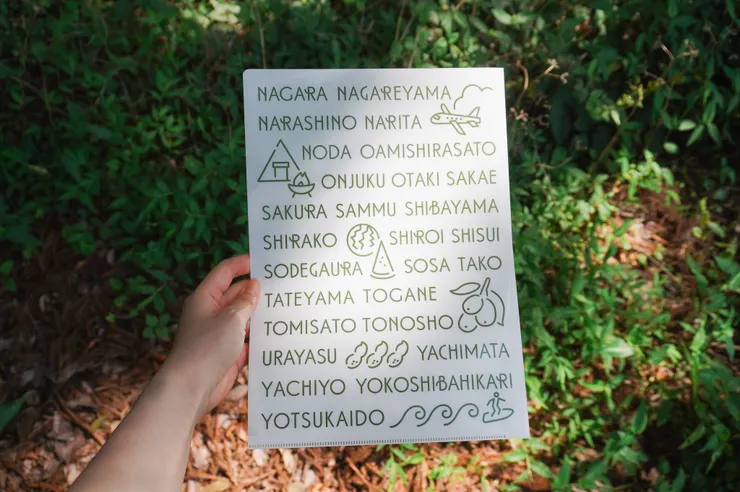 NAGARA NAGAREYAMA
NARASHINO NARITA
NODA OAMISHIRASATO
ONJUKU OTAKI SAKAE
SAKURA SAMMU SHIBAYAMA
SHIRAKO SHIROI SHISUI
SODEGAURA SOSA TAKO
TATEYAMA TOGANE
TOMISATO TONOSHO
URAYASU YACHIMATA
YACHIYO YOKOSHIBAHIKARI
YOTSUKAIDO